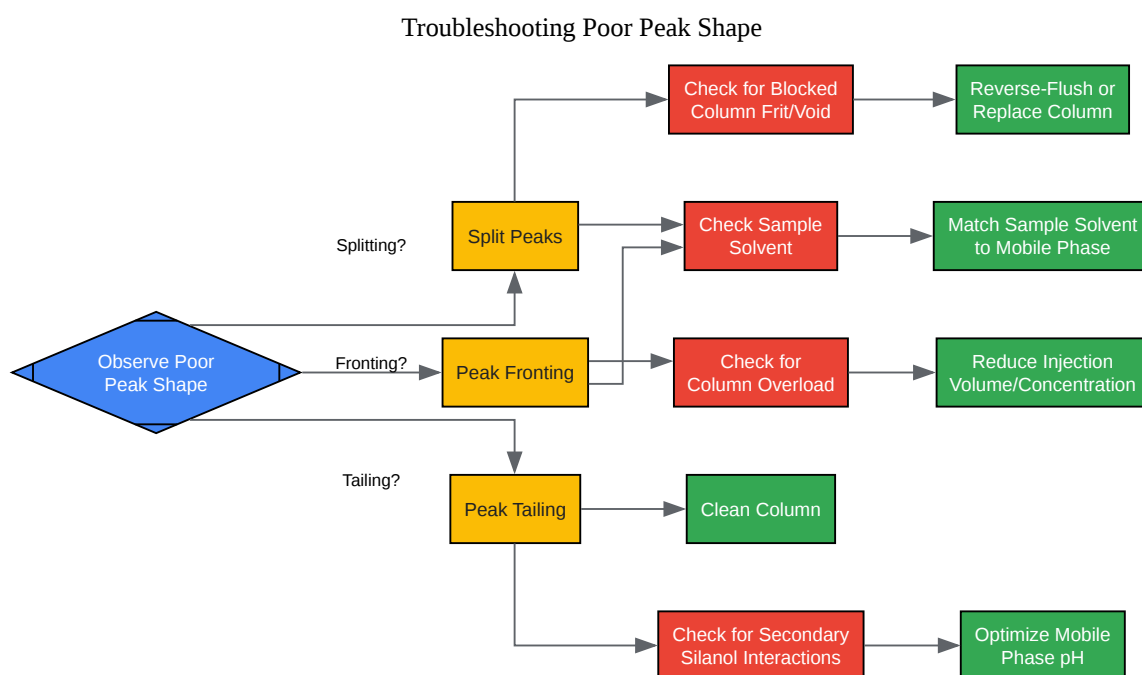 Troubleshooting Poor Peak Shape
Check for Blocked
Column Frit/Void
Reverse-Flush or
Replace Column
Splitting?
Split Peaks
Check Sample
Solvent
Match Sample Solvent
to Mobile Phase
Observe Poor
Peak Shape
Fronting?
Peak Fronting
Check for
Column Overload
Reduce Injection
Volume/Concentration
Tailing?
Peak Tailing
Clean Column
Check for Secondary
Silanol Interactions
Optimize Mobile
Phase pH